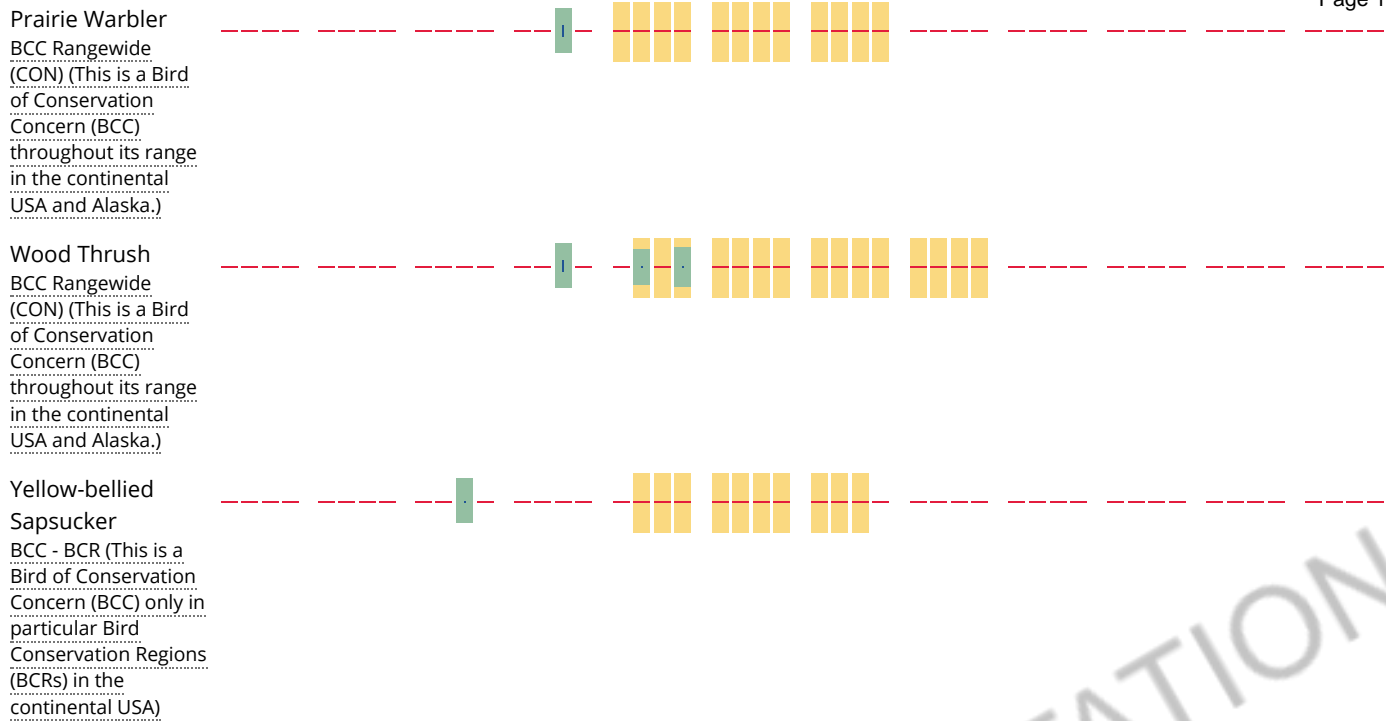 Page 1
Prairie Warbler
BCC Rangewide
(CON) (This is a Bird
of Conservation
Concern (BCC)
throughout its range
in the continental
USA and Alaska.)
Wood Thrush
BCC Rangewide
(CON) (This is a Bird
of Conservation
Concern (BCC)
throughout its range
in the continental
USA and Alaska.)
Yellow-bellied
Sapsucker
BCC - BCR (This is a
Bird of Conservation
Concern (BCC) only in
particular Bird
Conservation Regions
(BCRs) in the
continental USA)
TATION